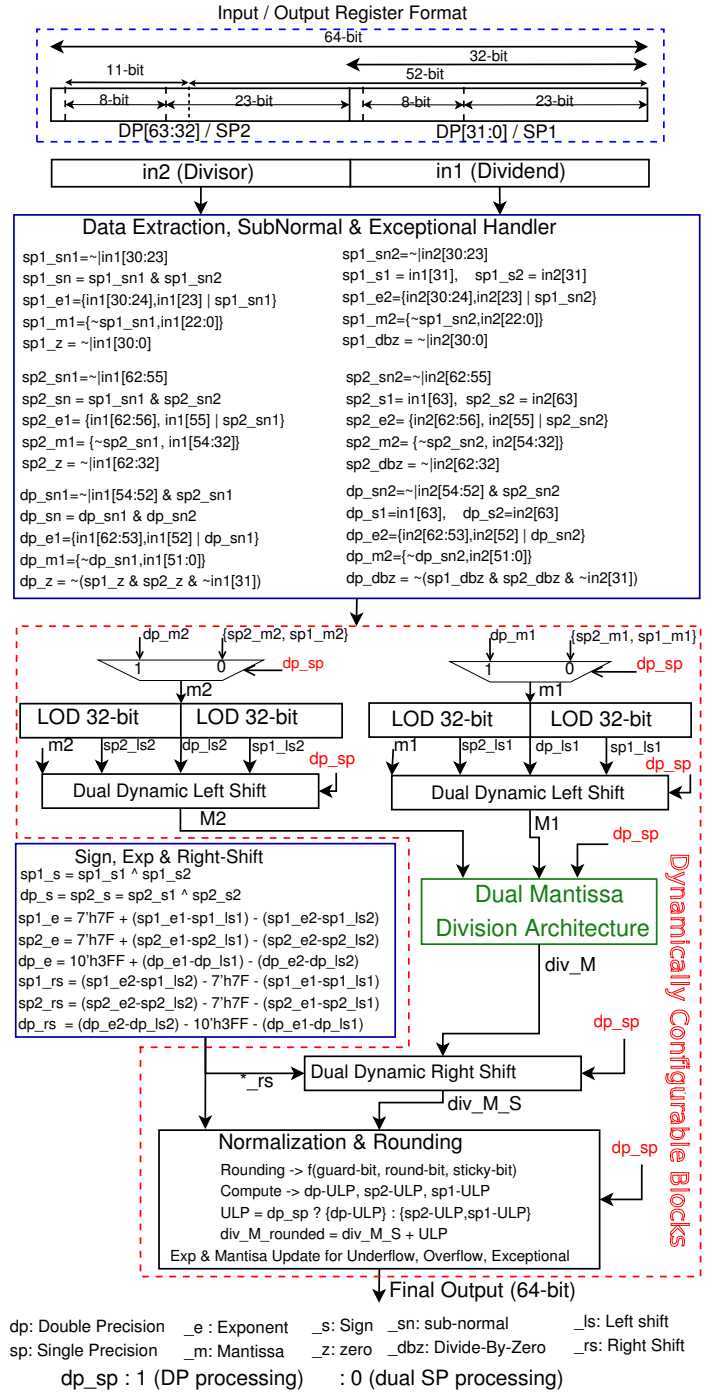 Input / Output Register Format
64-bit
32-bit
11-bit
52-bit
8-bit 23-bit 8-bit 23-bit
DP[63:32] / SP2 DP[31:0] / SP1
in2 (Divisor) in1 (Dividend)
Data Extraction, SubNormal & Exceptional Handler
sp1_sn1=~|in1[30:23] sp1_sn2=~|in2[30:23]
sp1_sn = sp1_sn1 & sp1_sn2 sp1_s1 = in1[31], sp1_s2 = in2[31]
sp1_e1={in1[30:24],in1[23] | sp1_sn1} sp1_e2={in2[30:24],in2[23] | sp1_sn2}
sp1_m1={~sp1_sn1,in1[22:0]} sp1_m2={~sp1_sn2,in2[22:0]}
sp1_z = ~|in1[30:0] sp1_dbz = ~|in2[30:0]
sp2_sn1=~|in1[62:55] sp2_sn2=~|in2[62:55]
sp2_sn = sp1_sn1 & sp2_sn2 sp2_s1= in1[63], sp2_s2 = in2[63]
sp2_e1= {in1[62:56], in1[55] | sp2_sn1} sp2_e2= {in2[62:56], in2[55] | sp2_sn2}
sp2_m1= {~sp2_sn1, in1[54:32]} sp2_m2= {~sp2_sn2, in2[54:32]}
sp2_z = ~|in1[62:32] sp2_dbz = ~|in2[62:32]
dp_sn1=~|in1[54:52] & sp2_sn1 dp_sn2=~|in2[54:52] & sp2_sn2
dp_sn = dp_sn1 & dp_sn2 dp_s1=in1[63], dp_s2=in2[63]
dp_e1={in1[62:53],in1[52] | dp_sn1} dp_e2={in2[62:53],in2[52] | dp_sn2}
dp_m1={~dp_sn1,in1[51:0]} dp_m2={~dp_sn2,in2[51:0]}
dp_z = ~(sp1_z & sp2_z & ~in1[31]) dp_dbz = ~(sp1_dbz & sp2_dbz & ~in2[31])
dp_m2 {sp2_m2, sp1_m2} dp_m1 {sp2_m1, sp1_m1}
1 0 dp_sp 1 0 dp_sp
m2 m1
LOD 32-bit LOD 32-bit LOD 32-bit LOD 32-bit
m2 sp2_ls2 dp_ls2 sp1_ls2 m1 sp2_ls1 dp_ls1 sp1_ls1
dp_sp dp_sp
Dual Dynamic Left Shift Dual Dynamic Left Shift
M2 M1
dp_sp
Sign, Exp & Right-Shift
sp1_s = sp1_s1 ^ sp1_s2
dp_s = sp2_s = sp2_s1 ^ sp2_s2
sp1_e = 7'h7F + (sp1_e1-sp1_ls1) - (sp1_e2-sp1_ls2)
sp2_e = 7'h7F + (sp2_e1-sp2_ls1) - (sp2_e2-sp2_ls2)
dp_e = 10'h3FF + (dp_e1-dp_ls1) - (dp_e2-dp_ls2)
sp1_rs = (sp1_e2-sp1_ls2) - 7'h7F - (sp1_e1-sp1_ls1)
sp2_rs = (sp2_e2-sp2_ls2) - 7'h7F - (sp2_e1-sp2_ls1)
dp_rs = (dp_e2-dp_ls2) - 10'h3FF - (dp_e1-dp_ls1)
Dual Mantissa
Division Architecture
div_M
Dynamically Configurable Blocks
dp_sp
*_rs
Dual Dynamic Right Shift
div_M_S
Normalization & Rounding
dp_sp
Rounding -> f(guard-bit, round-bit, sticky-bit)
Compute -> dp-ULP, sp2-ULP, sp1-ULP
ULP = dp_sp ? {dp-ULP} : {sp2-ULP,sp1-ULP}
div_M_rounded = div_M_S + ULP
Exp & Mantisa Update for Underflow, Overflow, Exceptional
Final Output (64-bit)
dp: Double Precision _e : Exponent _s: Sign _sn: sub-normal _ls: Left shift
sp: Single Precision _m: Mantissa _z: zero _dbz: Divide-By-Zero _rs: Right Shift
dp_sp : 1 (DP processing) : 0 (dual SP processing)